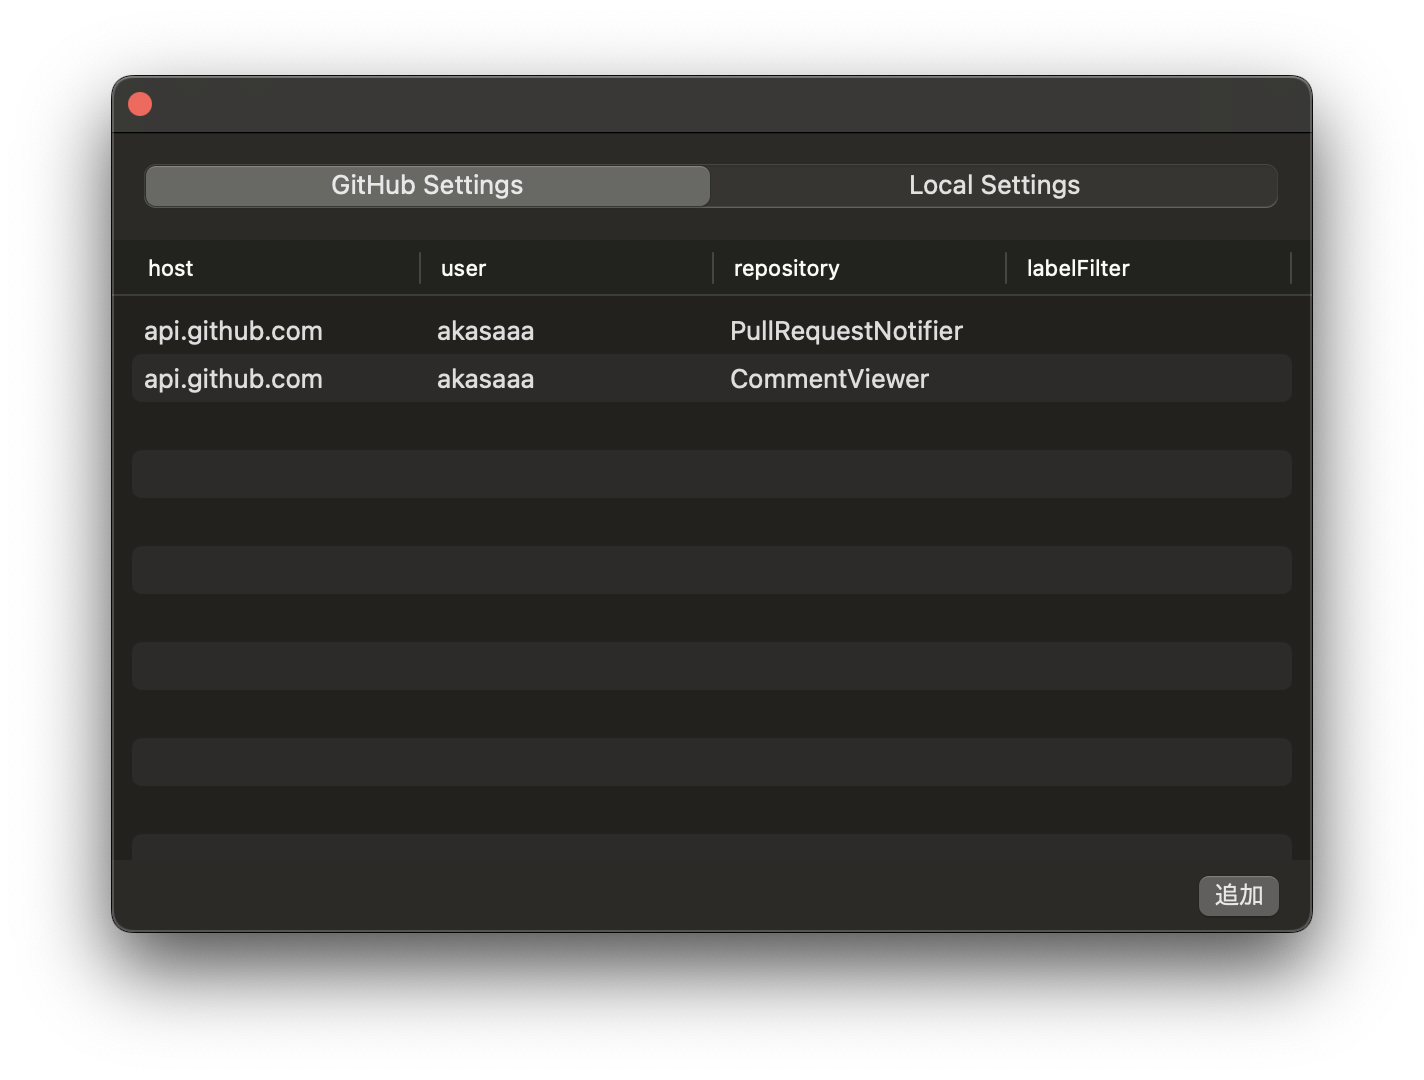 GitHub Settings Local Settings
host user repository labelFilter
api.github.com akasaaa PullRequestNotifier
api.github.com akasaaa CommentViewer
追加